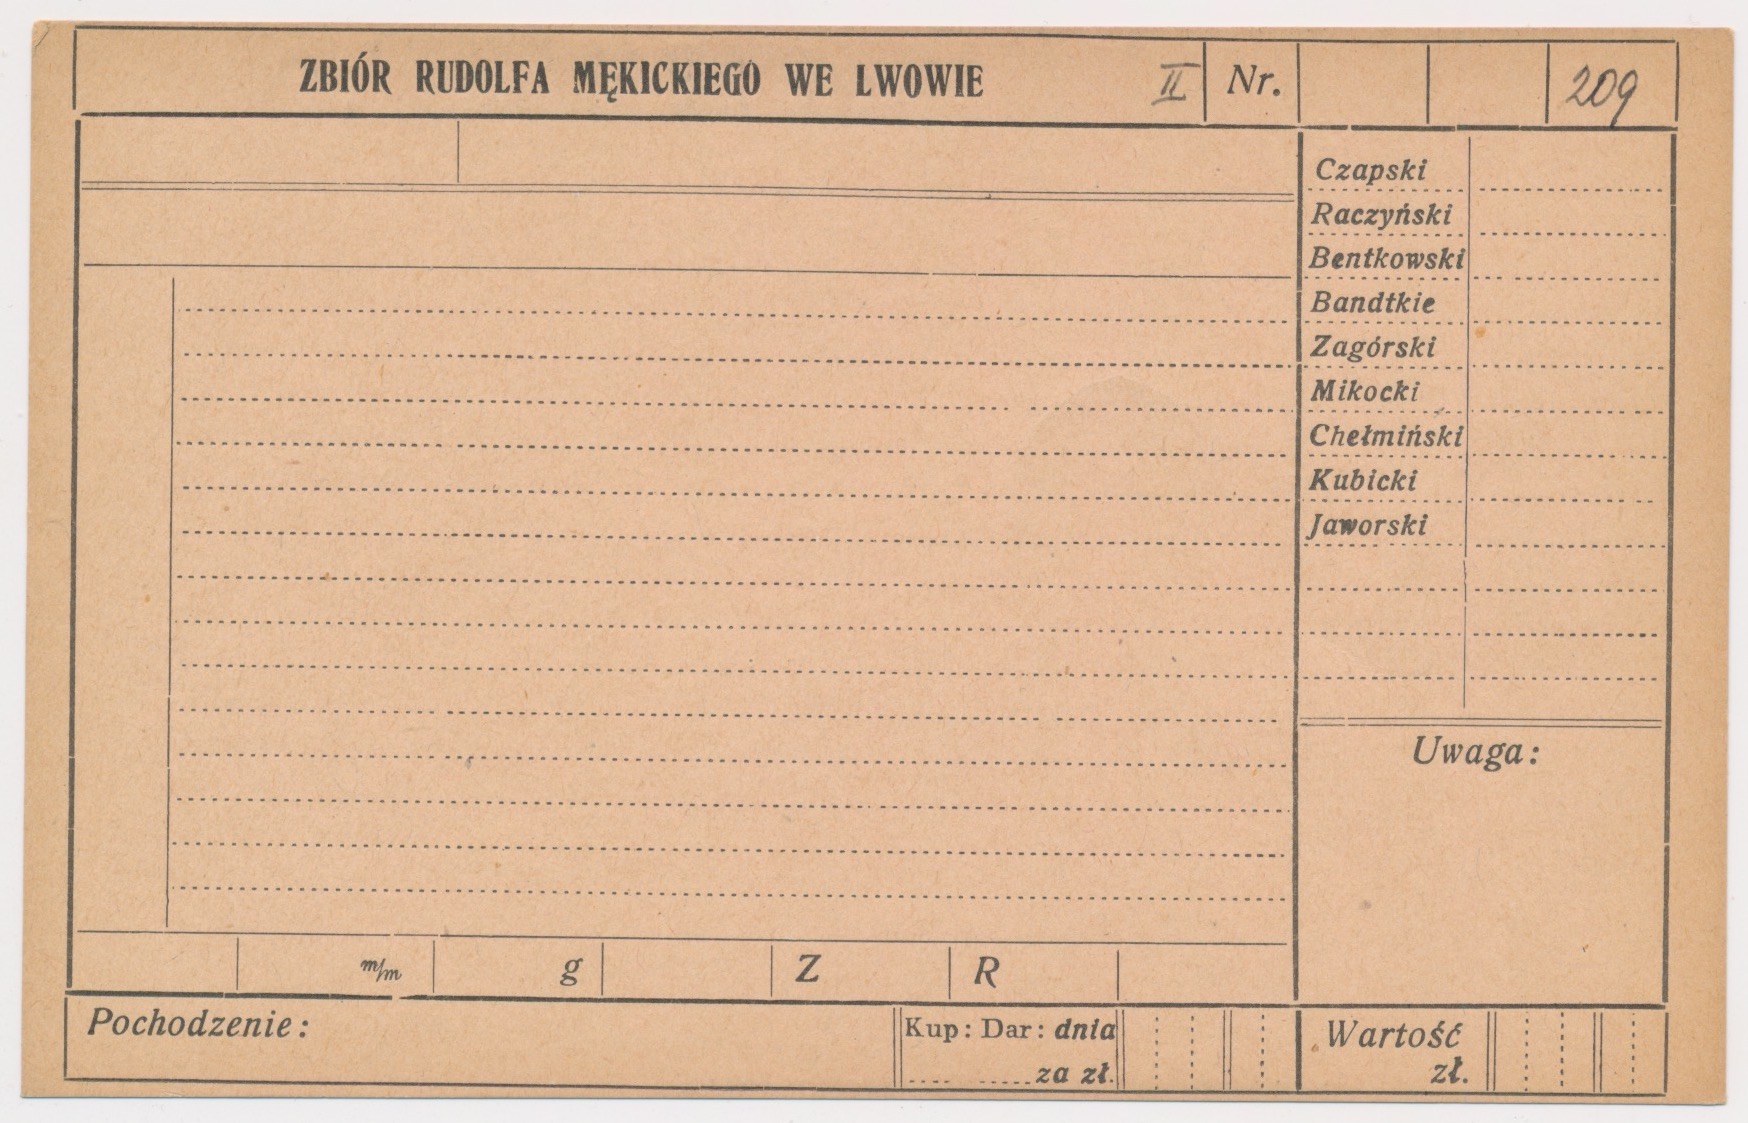 ZBIÓR RUDOLFA MĘKICKIEGO WE LWOWIE II Nr. 209
Czapski
Raczyński
Bentkowski
Bandtkie
Zagórski
Mikocki
Chełmiński
Kubicki
Jaworski
Uwaga:
m/m g Z R
Pochodzenie: Kup: Dar: dnia
za zł.
Wartość
zł.